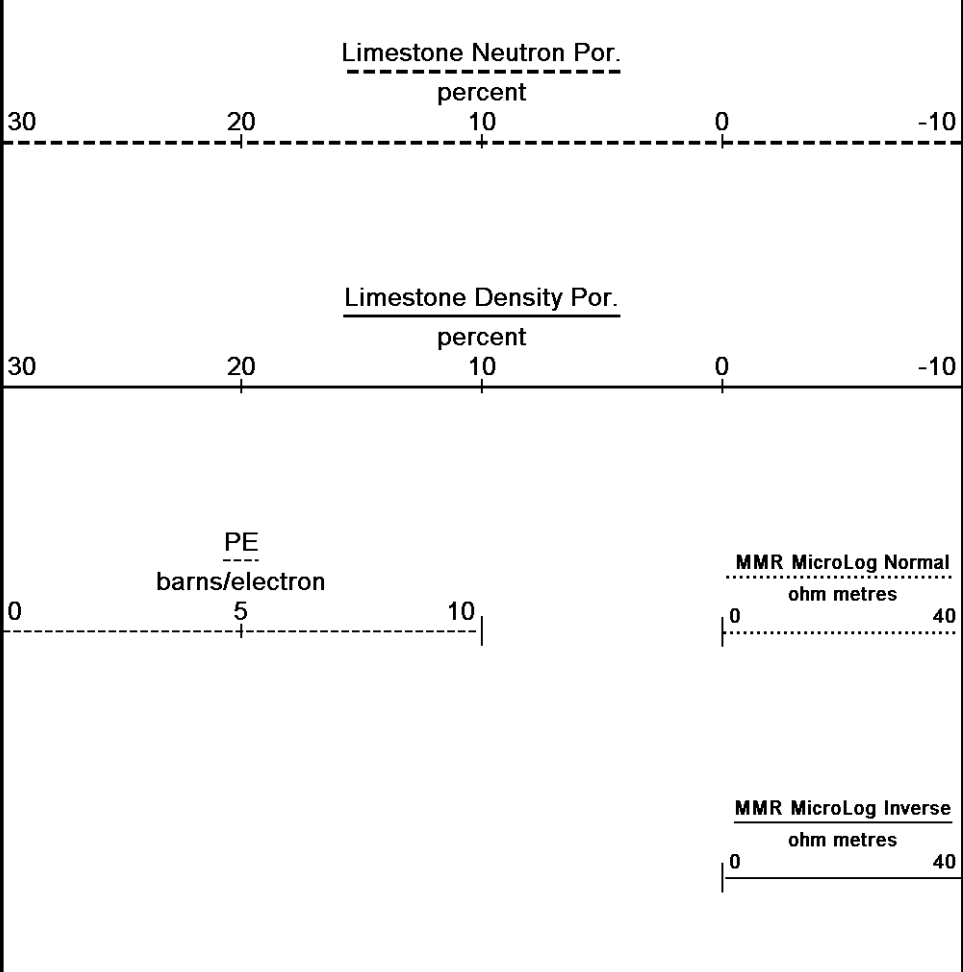 Limestone Neutron Por.
percent
30 20 10 0 -10
Limestone Density Por.
percent
30 20 10 0 -10
PE
barns/electron
0 5 10
MMR MicroLog Normal
ohm metres
0 40
MMR MicroLog Inverse
ohm metres
0 40